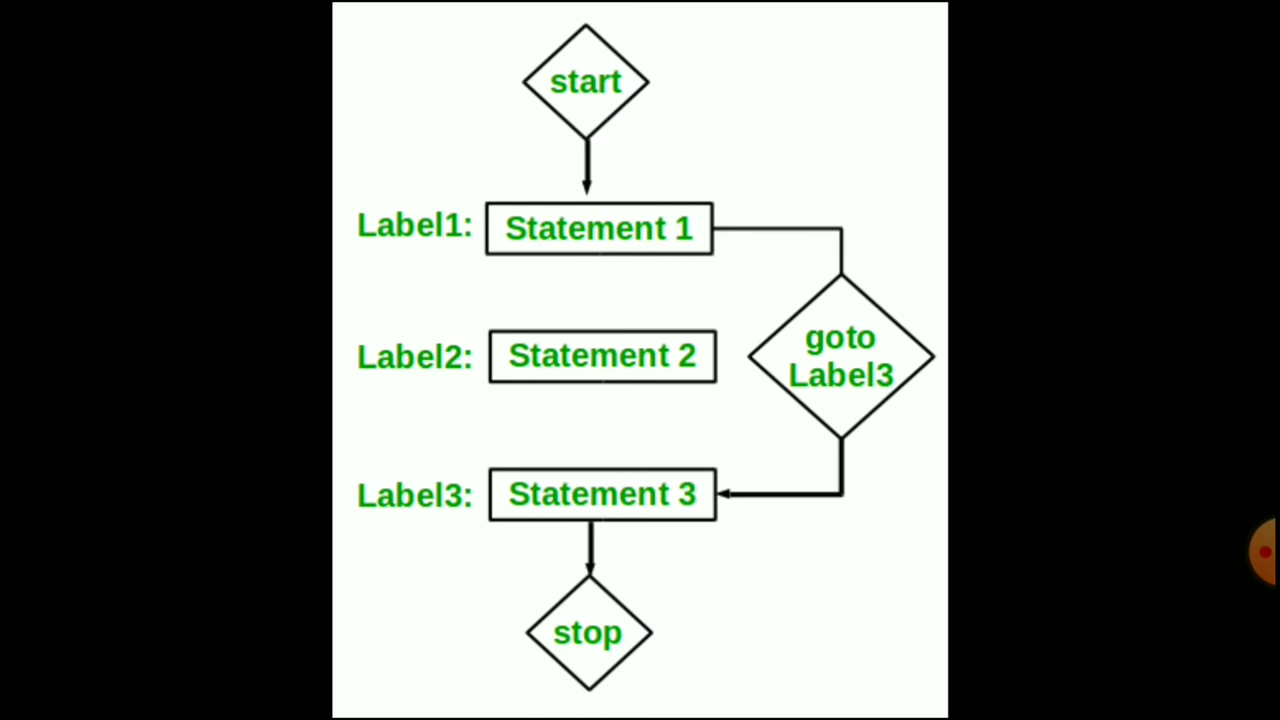 start
Label1: Statement 1
goto
Label3
Label2: Statement 2
Label3: Statement 3
stop